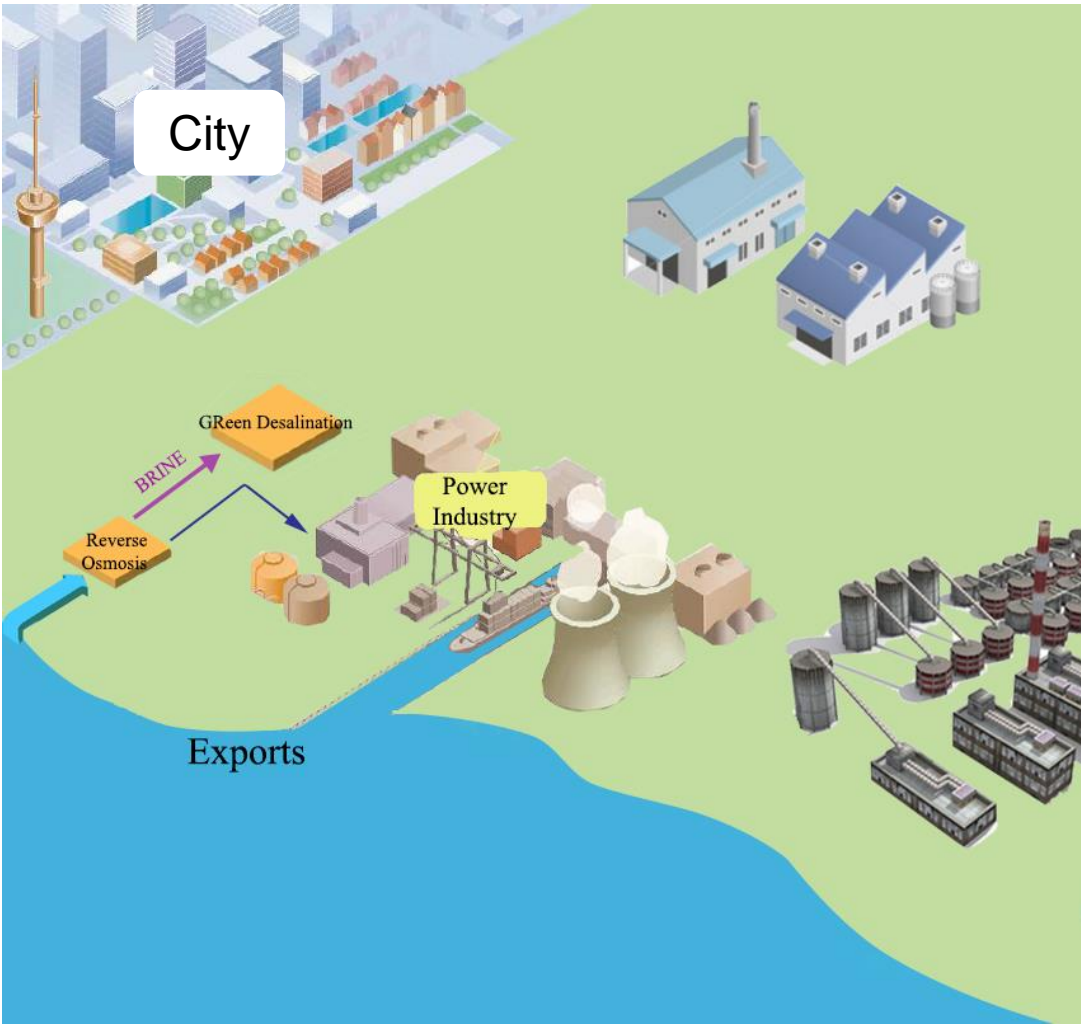 City
GReen Desalination
BRINE
Power
Industry
Reverse
Osmosis
Exports